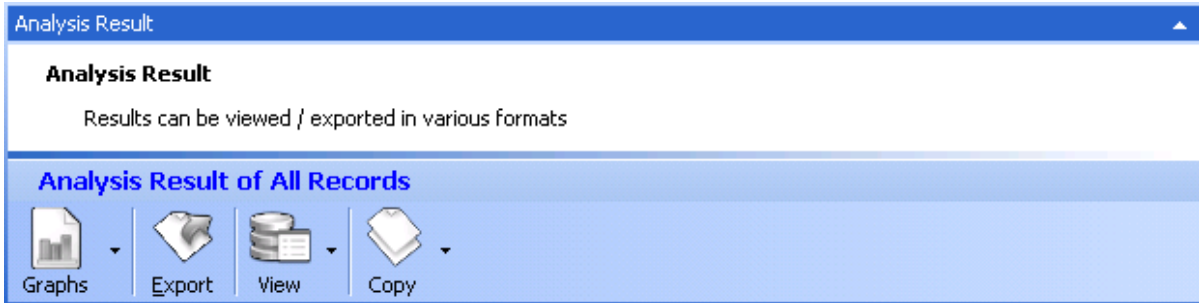 Analysis Result
Analysis Result
Results can be viewed / exported in various formats
Analysis Result of All Records
Graphs Export View Copy